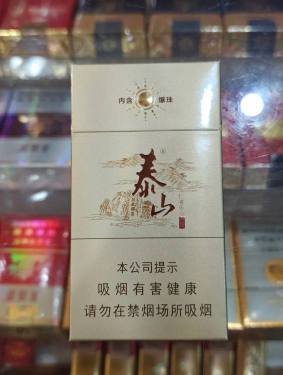 内含 爆珠
泰山
本公司提示
吸烟有害健康
请勿在禁烟场所吸烟